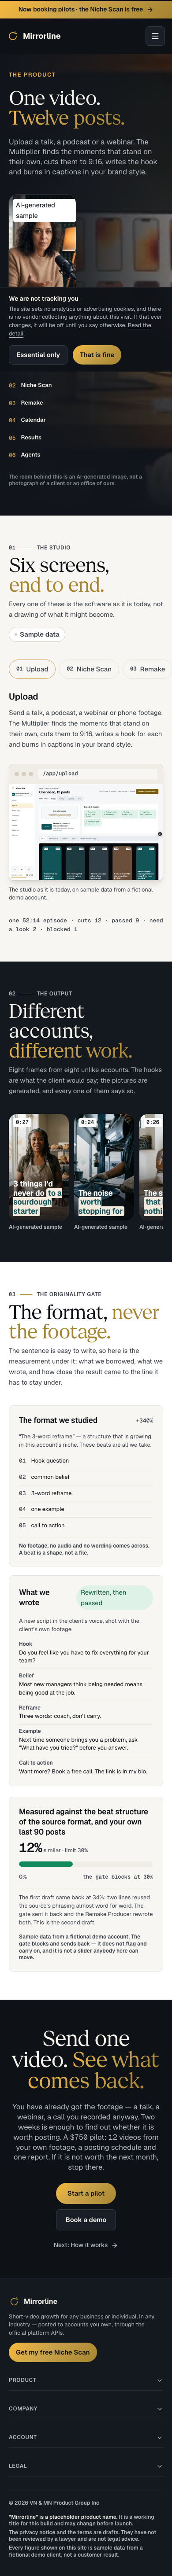 Now booking pilots · the Niche Scan is free →
Mirrorline
THE PRODUCT
One video.
Twelve posts.
Upload a talk, a podcast or a webinar. The
Multiplier finds the moments that stand on
their own, cuts them to 9:16, writes the hook
and burns in captions in your brand style.
AI-generated
sample
We are not tracking you
This site sets no analytics or advertising cookies, and there
is no vendor collecting anything about this visit. If that ever
changes, it will be off until you say otherwise. Read the
detail.
Essential only
That is fine
02 Niche Scan
03 Remake
04 Calendar
05 Results
06 Agents
The room behind this is an AI-generated image, not a
photograph of a client or an office of ours.
01 THE STUDIO
Six screens,
end to end.
Every one of these is the software as it is today, not
a drawing of what it might become.
Sample data
01 Upload
02 Niche Scan
03 Remake
Upload
Send a talk, a podcast, a webinar or phone footage.
The Multiplier finds the moments that stand on
their own, cuts them to 9:16, writes a hook for each
and burns in captions in your brand style.
/app/upload
The studio as it is today, on sample data from a fictional
demo account.
one 52:14 episode · cuts 12 · passed 9 · need
a look 2 · blocked 1
02 THE OUTPUT
Different
accounts,
different work.
Eight frames from eight unalike accounts. The hooks
are what the client would say; the pictures are
generated, and every one of them says so.
0:27
3 things I'd
never do to a
sourdough
starter
0:24
The noise
worth
stopping for
0:26
AI-generated sample
AI-generated sample
03 THE ORIGINALITY GATE
The format, never
the footage.
The sentence is easy to write, so here is the
measurement under it: what we borrowed, what we
wrote, and how close the result came to the line it
has to stay under.
The format we studied
+340%
"The 3-word reframe" — a structure that is growing
in this account's niche. These beats are all we take.
01 Hook question
02 common belief
03 3-word reframe
04 one example
05 call to action
No footage, no audio and no wording comes across.
A beat is a shape, not a file.
What we
wrote
Rewritten, then
passed
A new script in the client's voice, shot with the
client's own footage.
Hook
Do you feel like you have to fix everything for your
team?
Belief
Most new managers think being needed means
being good at the job.
Reframe
Three words: coach, don't carry.
Example
Next time someone brings you a problem, ask
"What have you tried?" before you answer.
Call to action
Want more? Book a free call. The link is in my bio.
Measured against the beat structure
of the source format, and your own
last 90 posts
12% similar · limit 30%
0%
the gate blocks at 30%
The first draft came back at 34%: two lines reused
the source's phrasing almost word for word. The
gate sent it back and the Remake Producer rewrote
both. This is the second draft.
Sample data from a fictional demo account. The
gate blocks and sends back — it does not flag and
carry on, and it is not a slider anybody here can
move.
Send one
video. See what
comes back.
You have already got the footage — a talk, a
webinar, a call you recorded anyway. Two
weeks is enough to find out whether it is
worth posting. A $750 pilot: 12 videos from
your own footage, a posting schedule and
one report. If it is not worth the next month,
stop there.
Start a pilot
Book a demo
Next: How it works →
Mirrorline
Short-video growth for any business or individual, in any
industry — posted to accounts you own, through the
official platform APIs.
Get my free Niche Scan
PRODUCT
COMPANY
ACCOUNT
LEGAL
© 2026 VN & MN Product Group Inc
"Mirrorline" is a placeholder product name. It is a working
title for this build and may change before launch.
The privacy notice and the terms are drafts. They have not
been reviewed by a lawyer and are not legal advice.
Every figure shown on this site is sample data from a
fictional demo client, not a customer result.